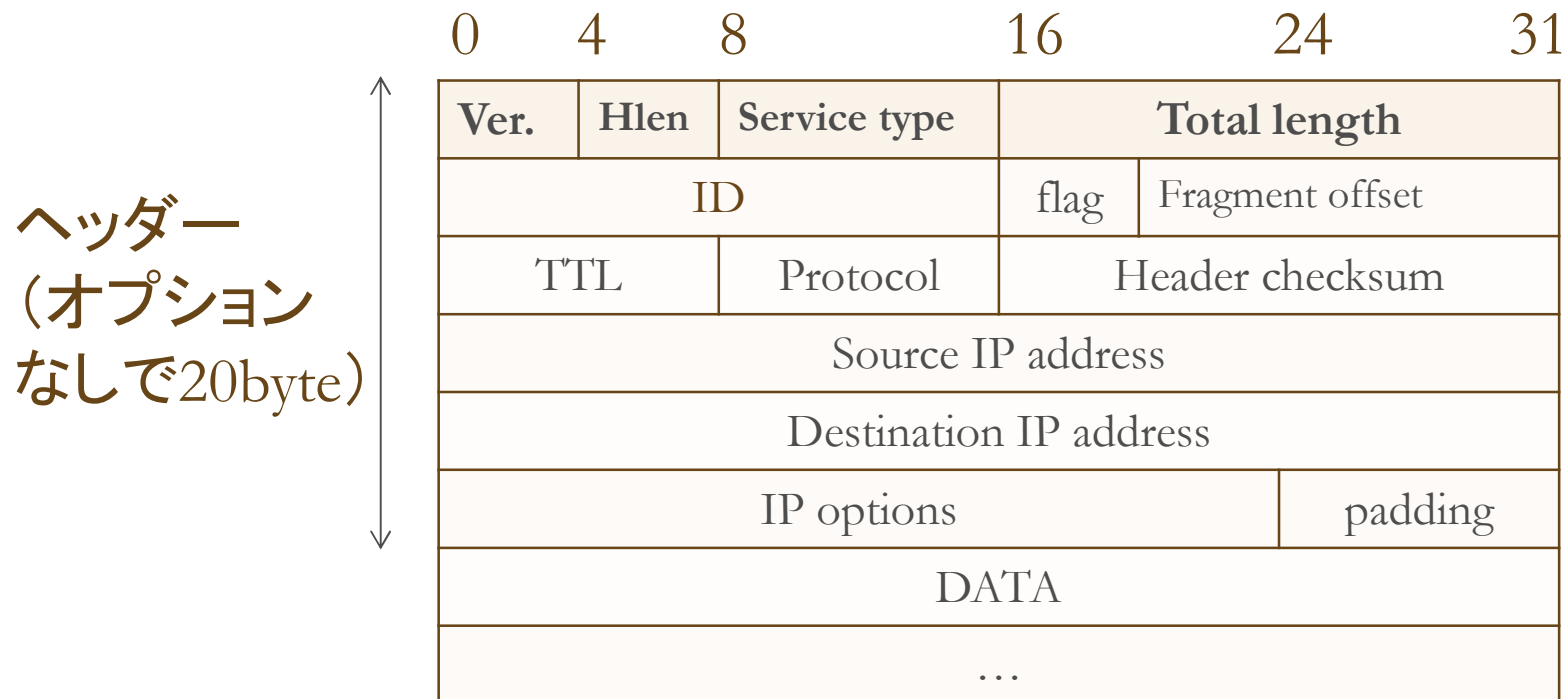 0 4 8 16 24 31
Ver. Hlen Service type Total length
ID flag Fragment offset
TTL Protocol Header checksum
Source IP address
Destination IP address
IP options padding
DATA
…
ヘッダー
（オプション
なしで20byte）